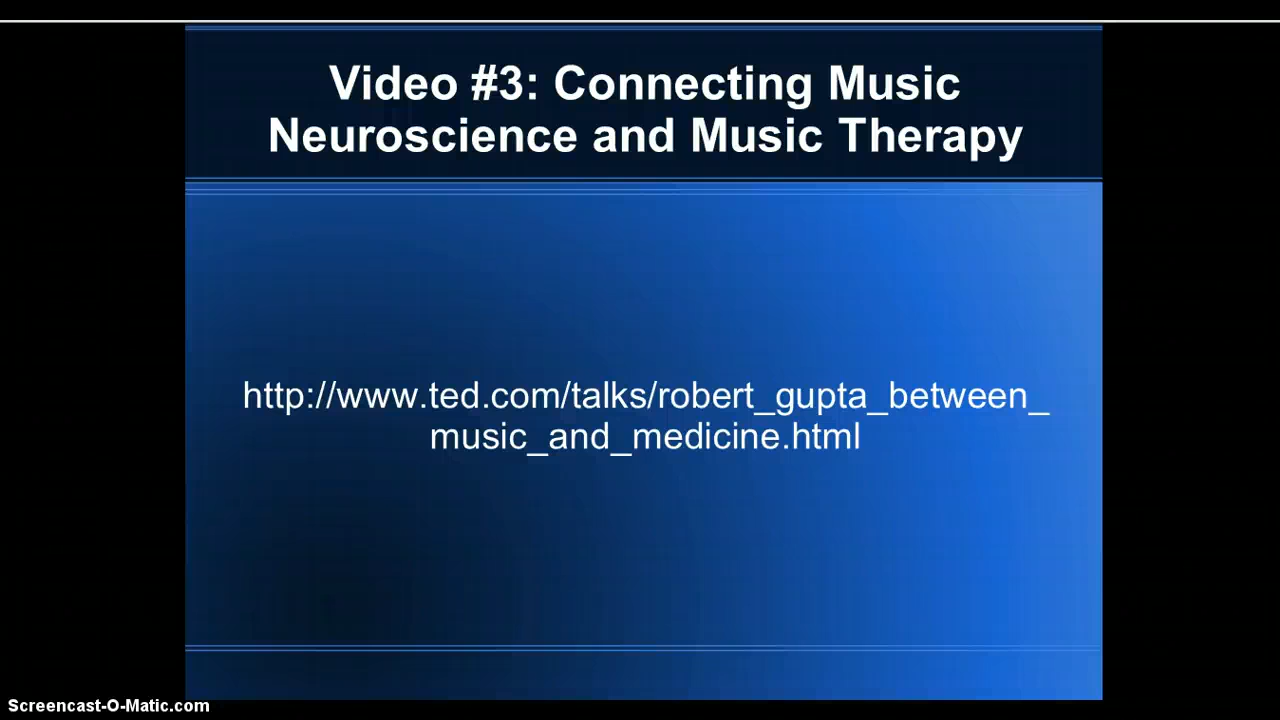 Video #3: Connecting Music
Neuroscience and Music Therapy
http://www.ted.com/talks/robert_gupta_between_
music_and_medicine.html
Screencast-O-Matic.com